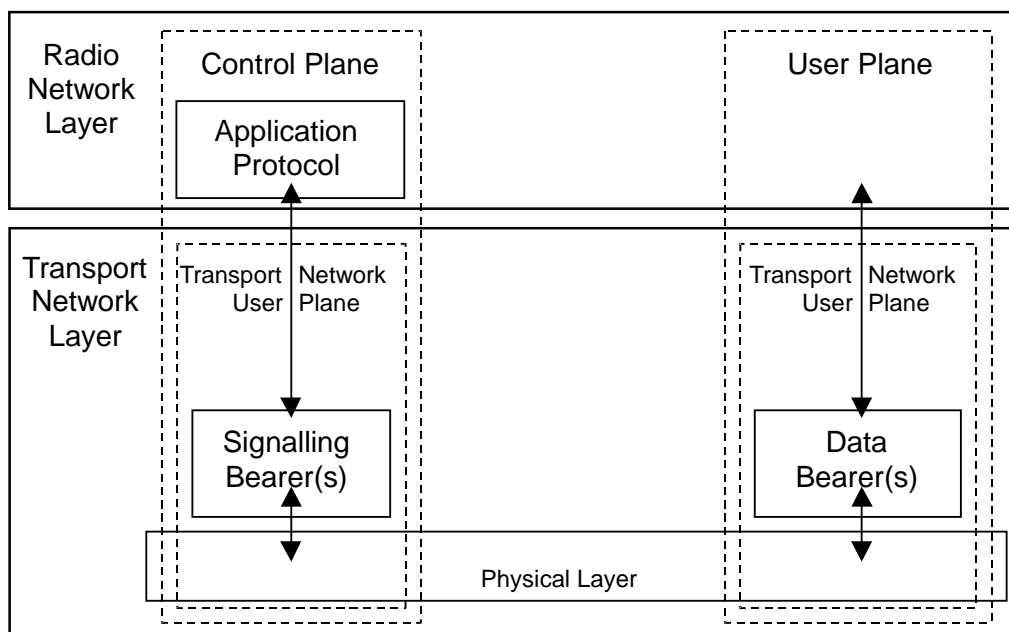 Radio
Network
Layer
Control Plane
User Plane
Application
Protocol
Transport
Network
Layer
Transport Network
User Plane
Transport Network
User Plane
Signalling
Bearer(s)
Data
Bearer(s)
Physical Layer